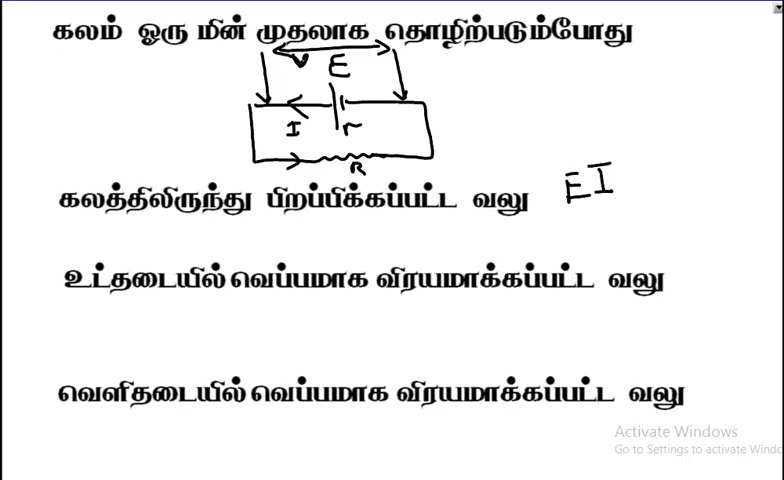 கலம் ஓரு மின் முதலாக தொழிற்படும்போது
V
E
I
r
R
கலத்திலிருந்து பிறப்பிக்கப்பட்ட வலு EI
உட்தடையில் வெப்பமாக விரயமாக்கப்பட்ட வலு
வெளிதடையில் வெப்பமாக விரயமாக்கப்பட்ட வலு
Activate Windows
Go to Settings to activate Windo